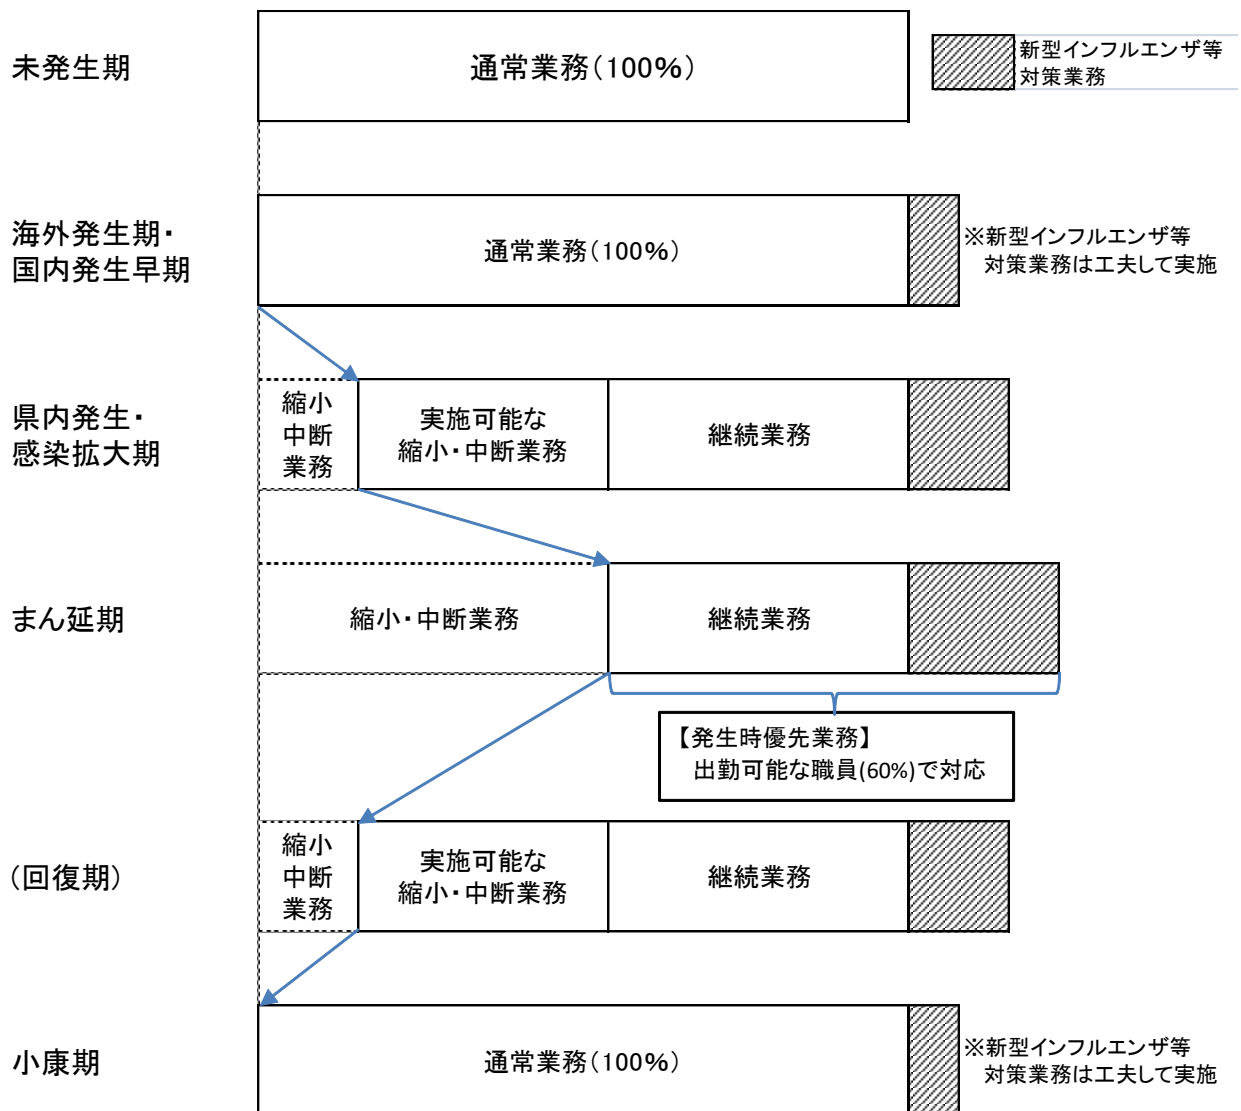 未発生期
通常業務(100%)
新型インフルエンザ等
対策業務
海外発生期・
国内発生早期
通常業務(100%)
※新型インフルエンザ等
対策業務は工夫して実施
県内発生・
感染拡大期
縮小
中断
業務
実施可能な
縮小・中断業務
継続業務
まん延期
縮小・中断業務
継続業務
【発生時優先業務】
出勤可能な職員(60%)で対応
(回復期)
縮小
中断
業務
実施可能な
縮小・中断業務
継続業務
小康期
通常業務(100%)
※新型インフルエンザ等
対策業務は工夫して実施